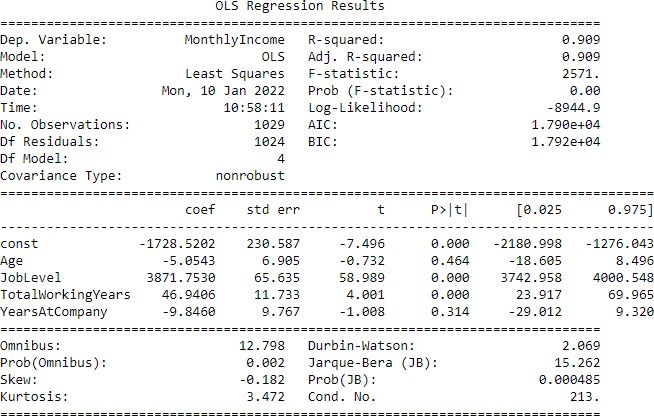 OLS Regression Results
==============================================================================
Dep. Variable: MonthlyIncome R-squared: 0.909
Model: OLS Adj. R-squared: 0.909
Method: Least Squares F-statistic: 2571.
Date: Mon, 10 Jan 2022 Prob (F-statistic): 0.00
Time: 10:58:11 Log-Likelihood: -8944.9
No. Observations: 1029 AIC: 1.790e+04
Df Residuals: 1024 BIC: 1.792e+04
Df Model: 4
Covariance Type: nonrobust
=====================================================================================
coef std err t P>|t| [0.025 0.975]
-------------------------------------------------------------------------------------
const -1728.5202 230.587 -7.496 0.000 -2180.998 -1276.043
Age -5.0543 6.905 -0.732 0.464 -18.605 8.496
JobLevel 3871.7530 65.635 58.989 0.000 3742.958 4000.548
TotalWorkingYears 46.9406 11.733 4.001 0.000 23.917 69.965
YearsAtCompany -9.8460 9.767 -1.008 0.314 -29.012 9.320
==============================================================================
Omnibus: 12.798 Durbin-Watson: 2.069
Prob(Omnibus): 0.002 Jarque-Bera (JB): 15.262
Skew: -0.182 Prob(JB): 0.000485
Kurtosis: 3.472 Cond. No. 213.
==============================================================================